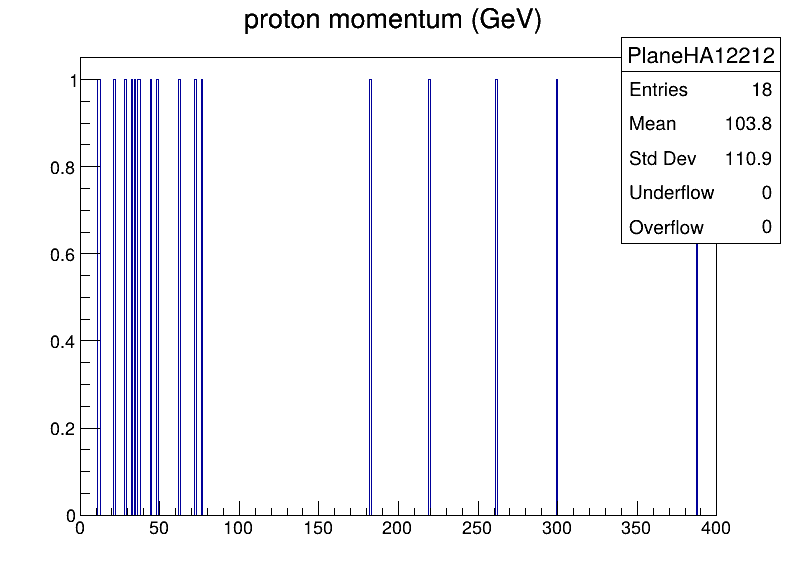 proton momentum (GeV)
PlaneHA12212
Entries 18
Mean 103.8
Std Dev 110.9
Underflow 0
Overflow 0
1
0.8
0.6
0.4
0.2
0
0 50 100 150 200 250 300 350 400